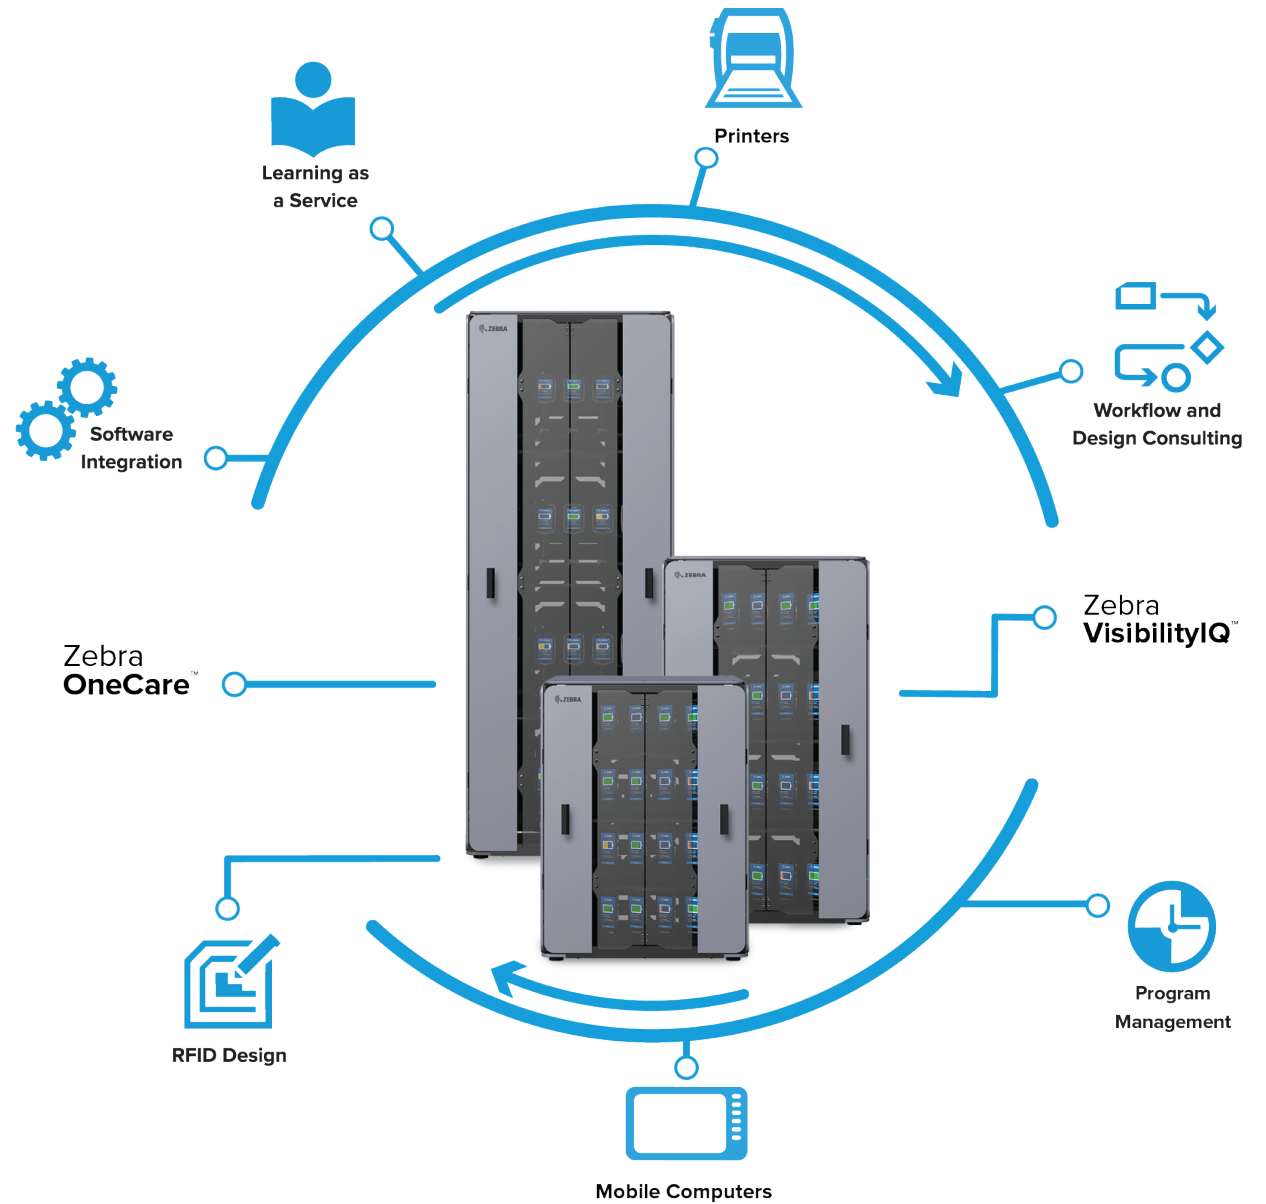 Printers
Learning as
a Service
ZEBRA
Workflow and
Design Consulting
Software
Integration
ZEBRA
Zebra
VisibilityIQ™
Zebra
OneCare™
ZEBRA
Program
Management
RFID Design
Mobile Computers